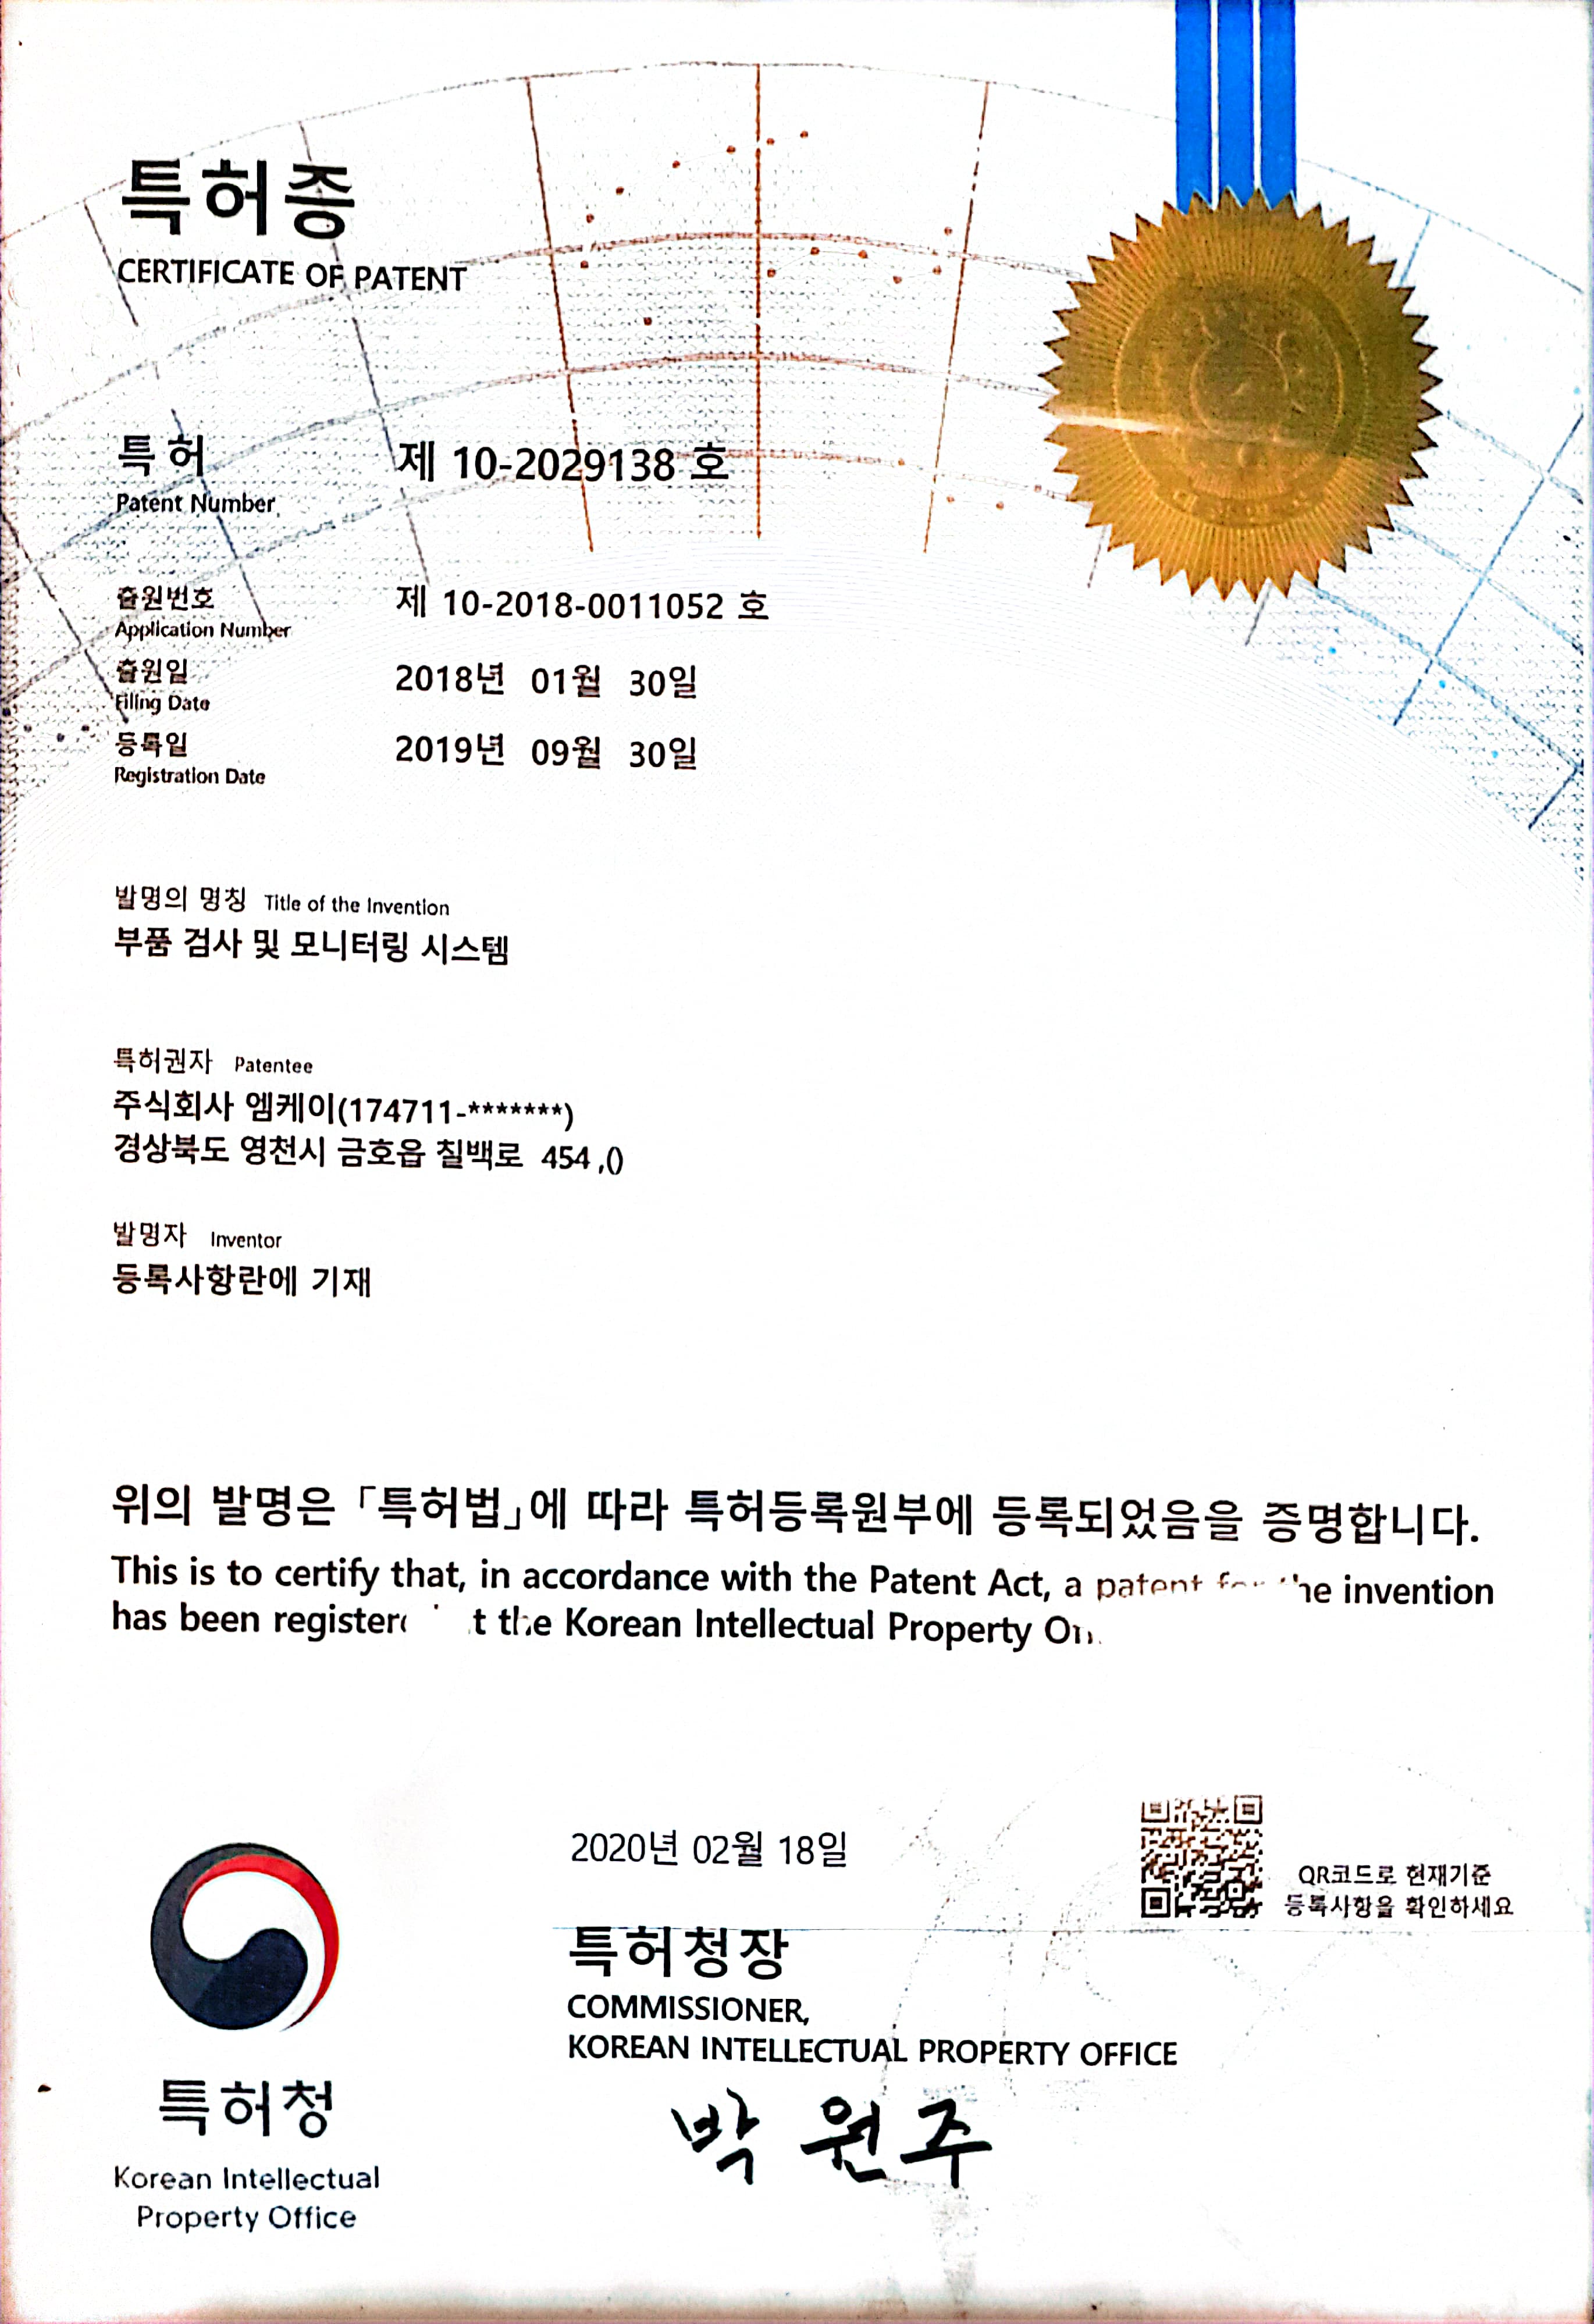 특허증
CERTIFICATE OF PATENT
특허 제 10-2029138 호
Patent Number
출원번호 제 10-2018-0011052 호
Application Number
출원일 2018년 01월 30일
Filing Date
등록일 2019년 09월 30일
Registration Date
발명의 명칭 Title of the Invention
부품 검사 및 모니터링 시스템
특허권자 Patentee
주식회사 엠케이(174711-*******)
경상북도 영천시 금호읍 칠백로 454 ,()
발명자 Inventor
등록사항란에 기재
위의 발명은 「특허법」에 따라 특허등록원부에 등록되었음을 증명합니다.
This is to certify that, in accordance with the Patent Act, a patent invention
has been the Korean Intellectual Property
2020년 02월 18일
QR코드로 현재기준
등록사항을 확인하세요
특허청장
COMMISSIONER,
KOREAN INTELLECTUAL PROPERTY OFFICE
박원주
특허청
Korean Intellectual
Property Office